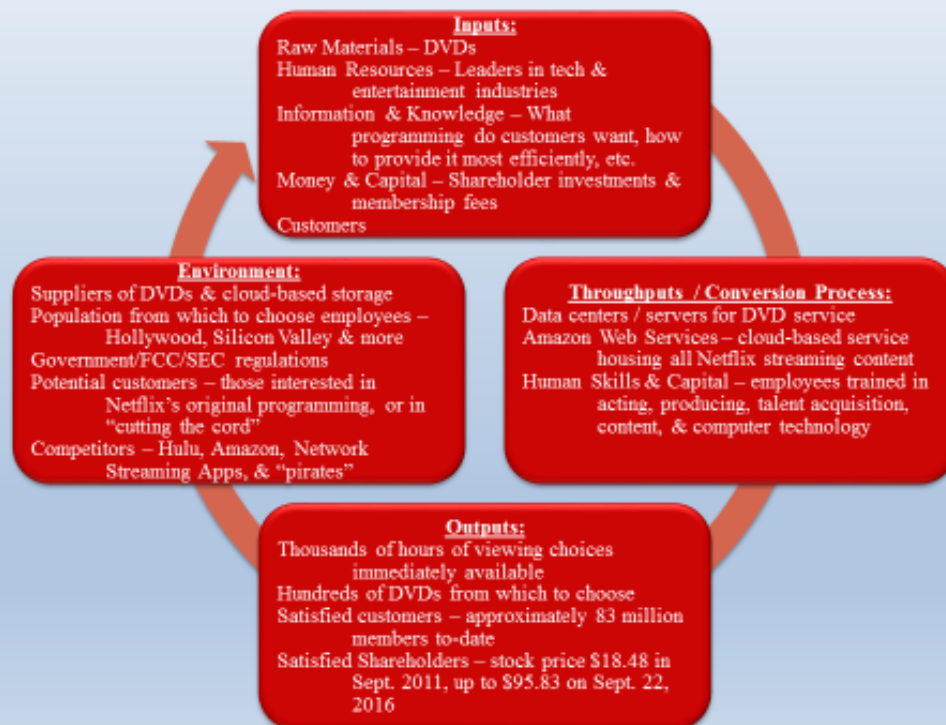 Inputs:
Raw Materials – DVDs
Human Resources – Leaders in tech &
entertainment industries
Information & Knowledge – What
programming do customers want, how
to provide it most efficiently, etc.
Money & Capital – Shareholder investments &
membership fees
Customers
Throughputs / Conversion Process:
Data centers / servers for DVD service
Amazon Web Services – cloud-based service
housing all Netflix streaming content
Human Skills & Capital – employees trained in
acting, producing, talent acquisition,
content, & computer technology
Outputs:
Thousands of hours of viewing choices
immediately available
Hundreds of DVDs from which to choose
Satisfied customers – approximately 83 million
members to-date
Satisfied Shareholders – stock price $18.48 in
Sept. 2011, up to $95.83 on Sept. 22,
2016
Environment:
Suppliers of DVDs & cloud-based storage
Population from which to choose employees –
Hollywood, Silicon Valley & more
Government/FCC/SEC regulations
Potential customers – those interested in
Netflix's original programming, or in
“cutting the cord”
Competitors – Hulu, Amazon, Network
Streaming Apps, & “pirates”